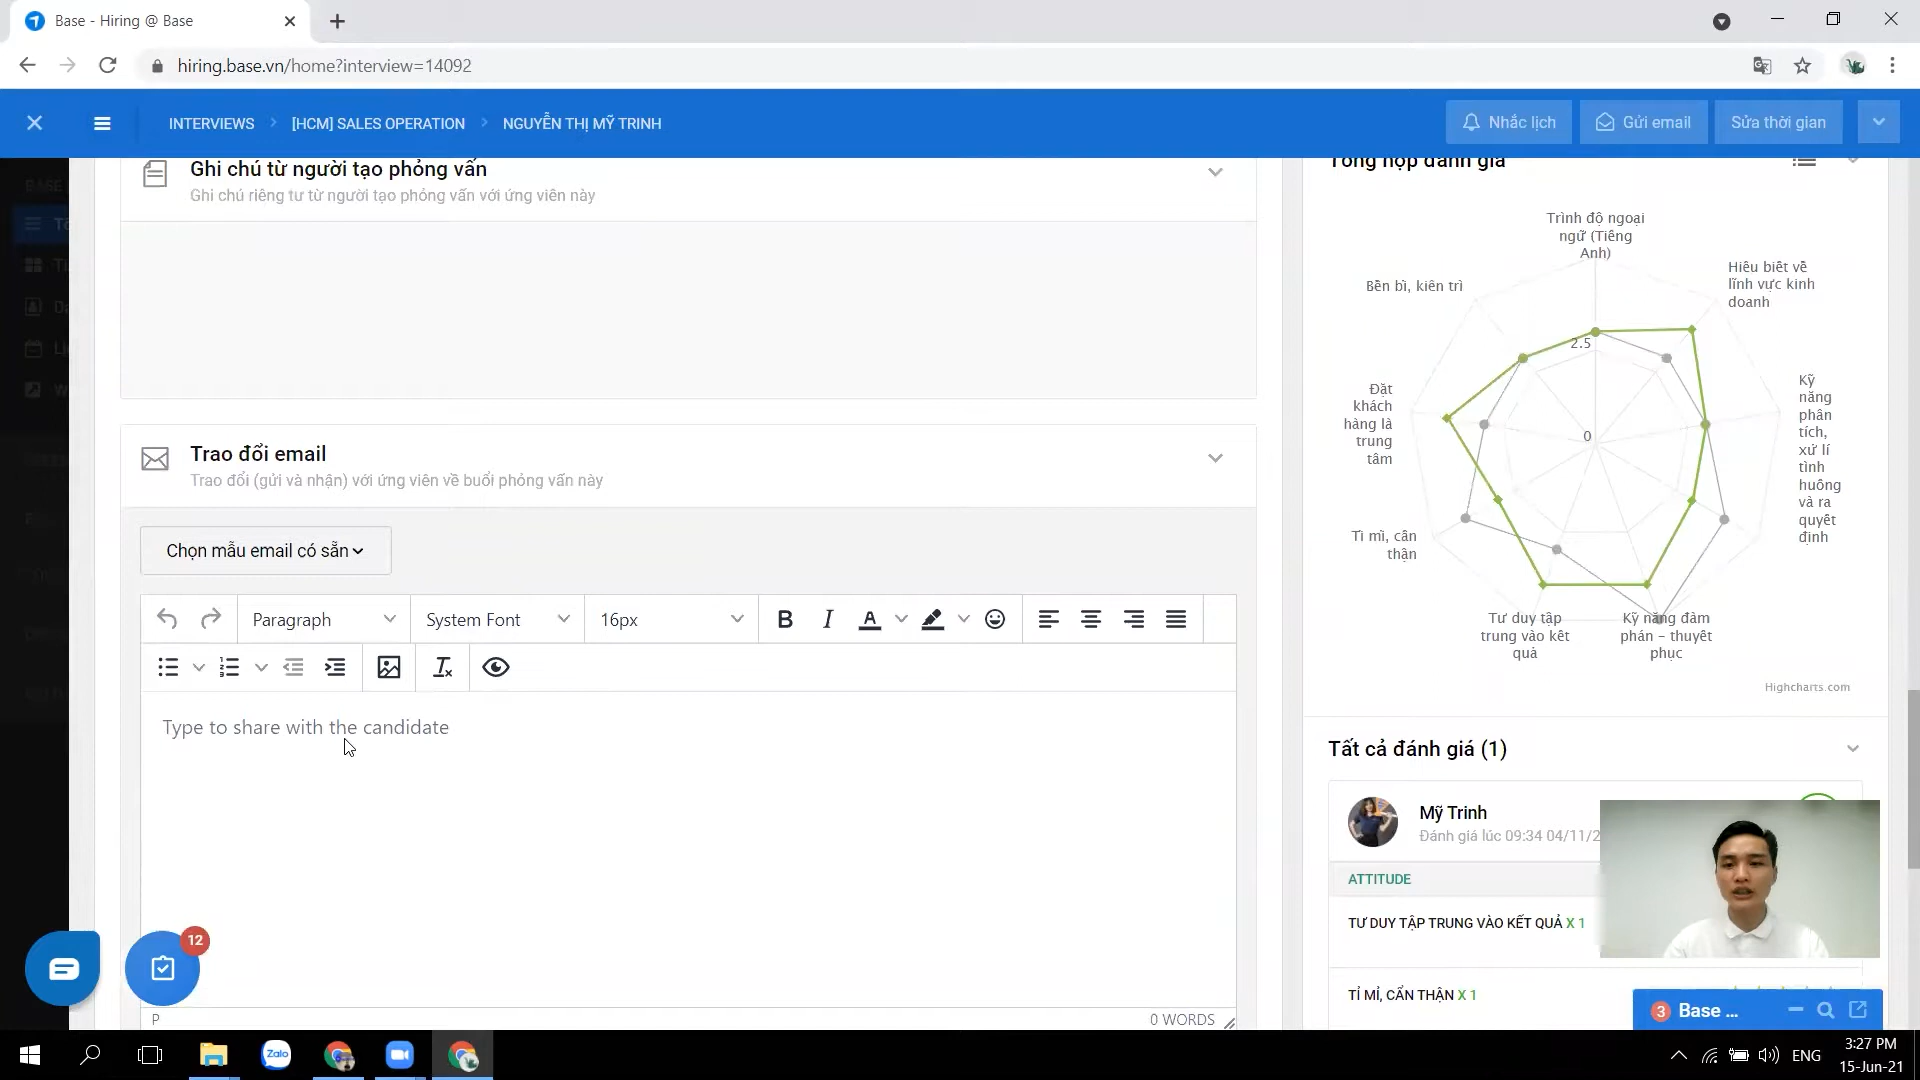 Base - Hiring @ Base
hiring.base.vn/home?interview=14092
INTERVIEWS
[HCM] SALES OPERATION
NGUYỄN THỊ MỸ TRINH
Nhắc lịch
Gửi email
Sửa thời gian
Ghi chú từ người tạo phỏng vấn
Ghi chú riêng tư từ người tạo phỏng vấn với ứng viên này
Trao đổi email
Trao đổi (gửi và nhận) với ứng viên về buổi phỏng vấn này
Chọn mẫu email có sẵn
Paragraph
System Font
16px
B
I
A
Type to share with the candidate
P
0 WORDS
12
Tổng hợp đánh giá
Trình độ ngoại
ngữ (Tiếng
Anh)
Hiểu biết về
lĩnh vực kinh
doanh
Kỹ
năng
phân
tích,
xử lí
tình
huống
và ra
quyết
định
Kỹ năng đàm
phán – thuyết
phục
Tư duy tập
trung vào kết
quả
Tỉ mỉ, cẩn
thận
Đặt
khách
hàng là
trung
tâm
Bền bỉ, kiên trì
2.5
0
Highcharts.com
Tất cả đánh giá (1)
Mỹ Trinh
Đánh giá lúc 09:34 04/11/2
ATTITUDE
TƯ DUY TẬP TRUNG VÀO KẾT QUẢ X 1
TỈ MỈ, CẨN THẬN X 1
3
Base ...
Zalo
ENG
3:27 PM
15-Jun-21